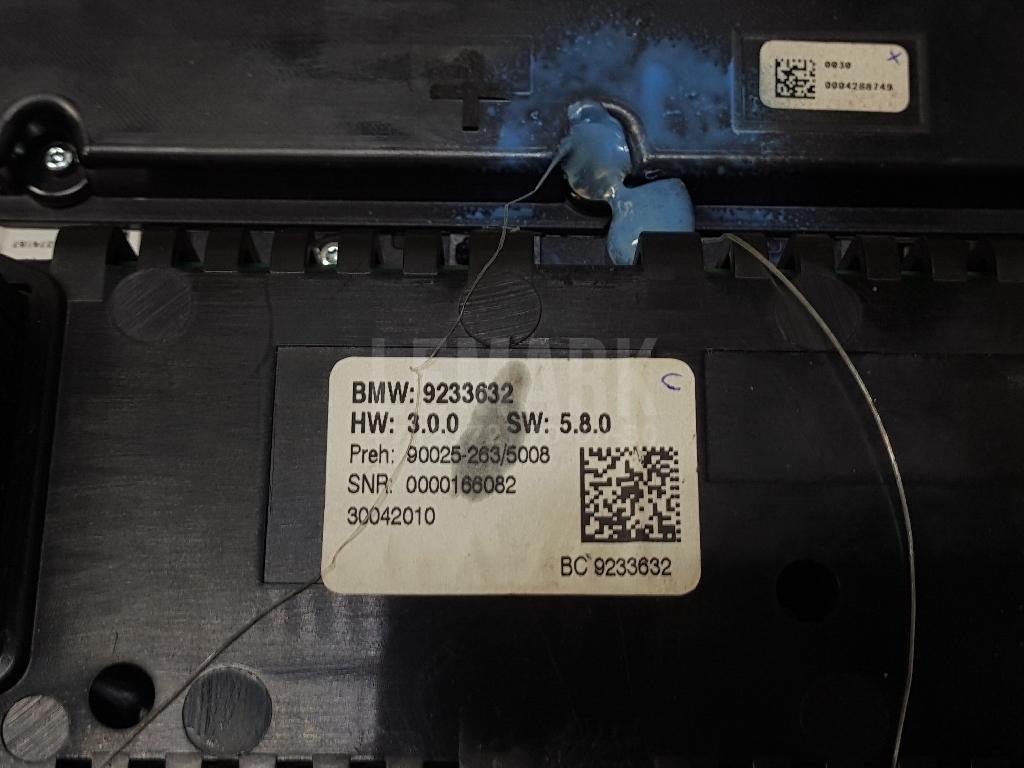 X
0030
0004288749
BMW: 9233632
C
HW: 3.0.0 SW: 5.8.0
Preh: 90025-263/5008
SNR: 0000166082
30042010
BC 9233632
LEMARK